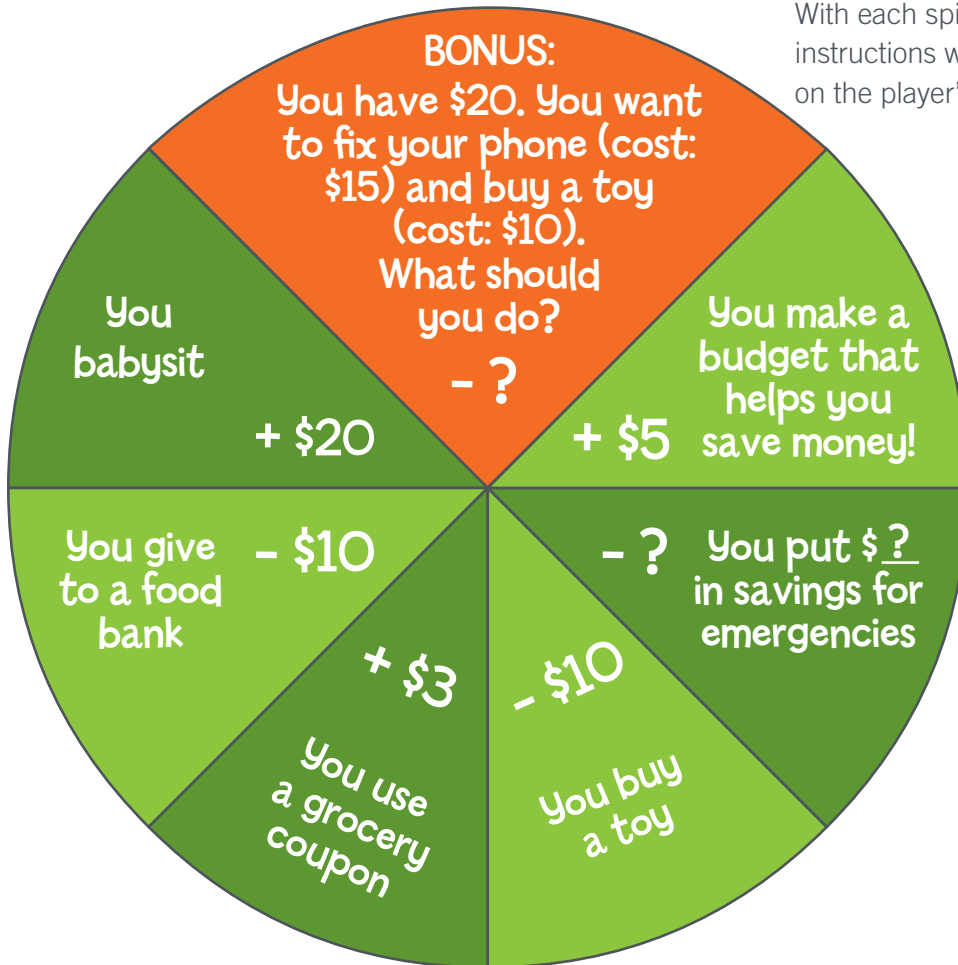 With each spi
instructions w
on the player'
BONUS:
You have $20. You want
to fix your phone (cost:
$15) and buy a toy
(cost: $10).
What should
you do?
- ?
You make a
budget that
helps you
save money!
+ $5
- ?
You put $ ?
in savings for
emergencies
- $10
You buy
a toy
+ $3
You use
a grocery
coupon
- $10
You give
to a food
bank
You
babysit
+ $20